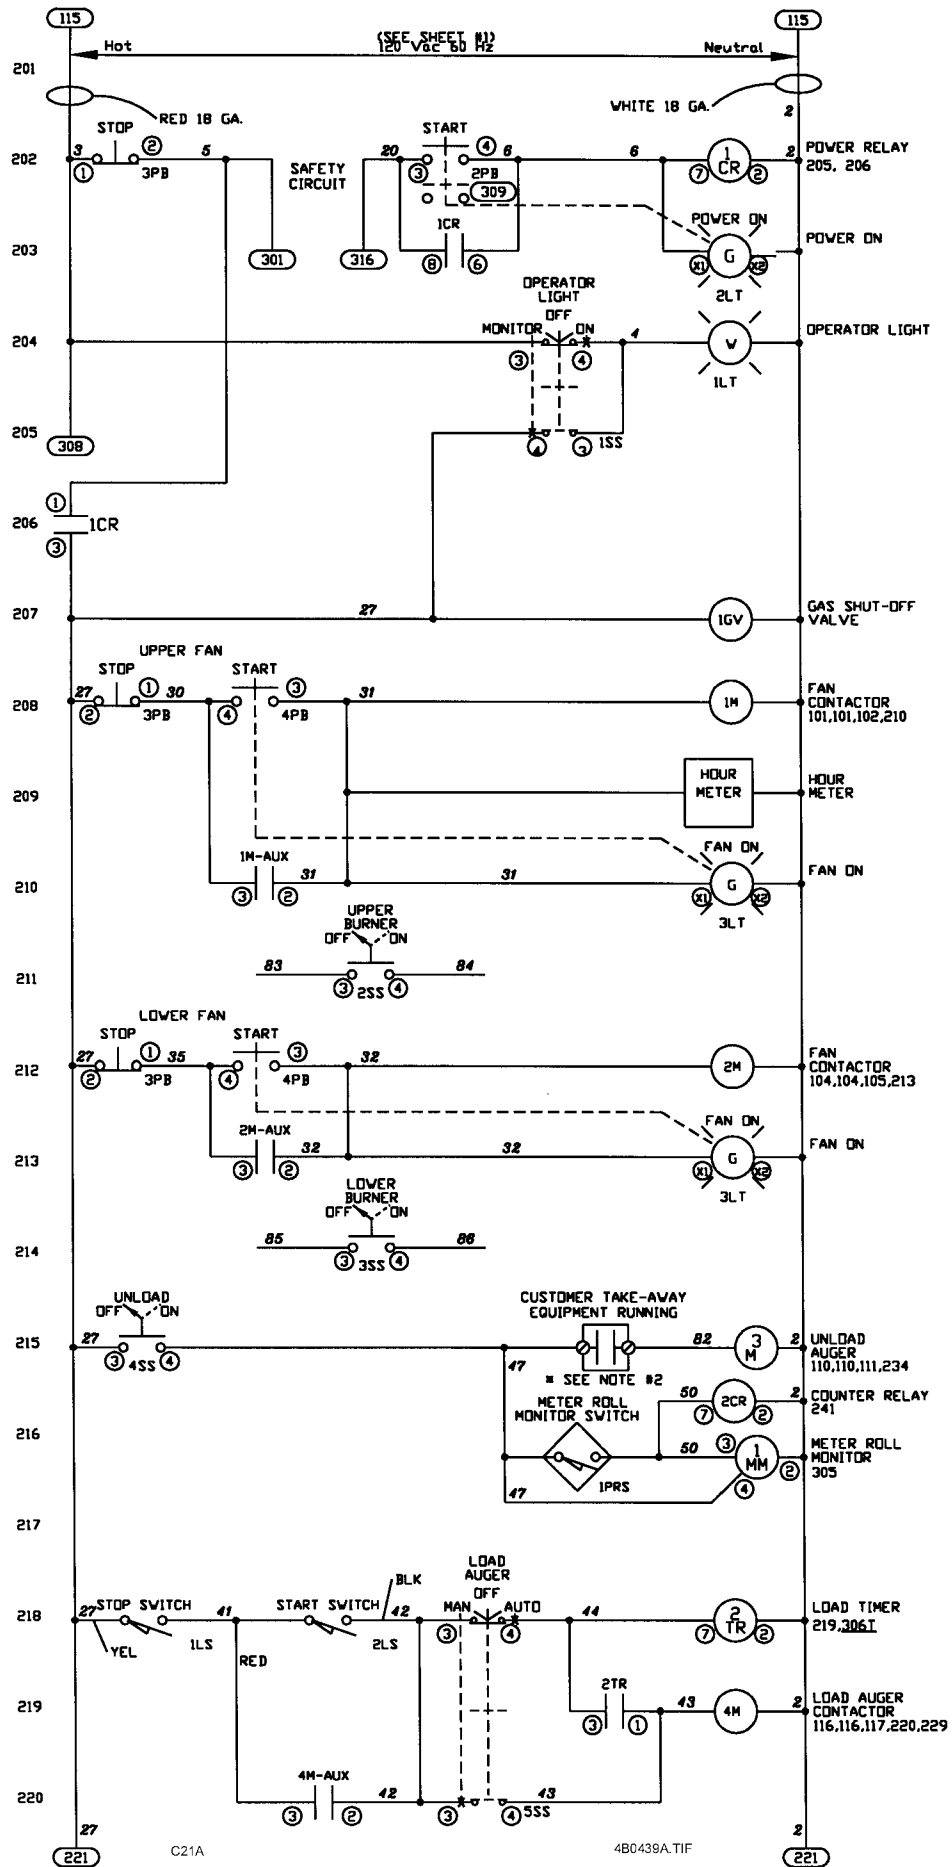 115
115
(SEE SHEET #1)
120 Vac 60 Hz
Hot
Neutral
201
RED 18 GA.
WHITE 18 GA.
2
202
3
STOP
1
2
3PB
5
SAFETY
CIRCUIT
20
START
3
4
2PB
309
6
6
7
1
CR
2
2
POWER RELAY
205, 206
203
301
316
1CR
8
6
POWER ON
X1
G
X2
2LT
POWER ON
204
OPERATOR
LIGHT
OFF
MONITOR
ON
3
4
4
W
1LT
OPERATOR LIGHT
205
308
4
3
1SS
206
1
1CR
3
207
27
1GV
GAS SHUT-OFF
VALVE
208
UPPER FAN
27
STOP
2
1
3PB
30
START
4
3
4PB
31
1M
FAN
CONTACTOR
101,101,102,210
209
HOUR
METER
HOUR
METER
210
1M-AUX
3
2
31
31
FAN ON
X1
G
X2
3LT
FAN ON
211
UPPER
BURNER
OFF
ON
83
3
2SS
4
84
212
LOWER FAN
27
STOP
2
1
3PB
35
START
4
3
4PB
32
2M
FAN
CONTACTOR
104,104,105,213
213
2M-AUX
3
2
32
32
FAN ON
X1
G
X2
3LT
FAN ON
214
LOWER
BURNER
OFF
ON
85
3
3SS
4
86
215
UNLOAD
OFF
ON
27
3
4SS
4
47
CUSTOMER TAKE-AWAY
EQUIPMENT RUNNING
* SEE NOTE #2
82
3
M
2
UNLOAD
AUGER
110,110,111,234
216
METER ROLL
MONITOR SWITCH
1PRS
50
7
2CR
2
2
COUNTER RELAY
241
50
3
1
MM
2
4
METER ROLL
MONITOR
305
47
217
218
27
STOP SWITCH
YEL
1LS
41
RED
START SWITCH
2LS
42
BLK
LOAD
AUGER
OFF
MAN
AUTO
3
4
44
7
2
TR
2
LOAD TIMER
219,306T
219
2TR
3
1
43
4M
2
LOAD AUGER
CONTACTOR
116,116,117,220,229
220
4M-AUX
3
2
42
3
4
5SS
43
27
2
221
C21A
4B0439A.TIF
221